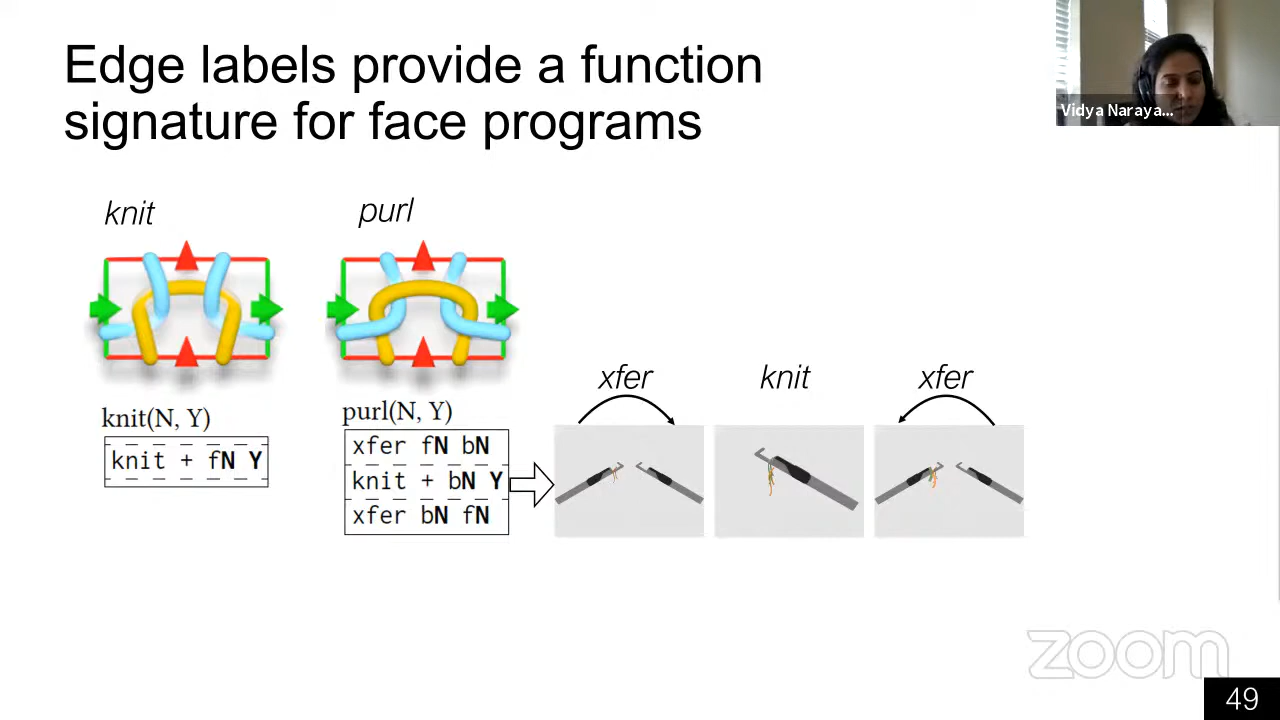 Edge labels provide a function
signature for face programs
Vidya Naraya...
knit
purl
knit(N, Y)
knit + fN Y
purl(N, Y)
xfer fN bN
knit + bN Y
xfer bN fN
xfer
knit
xfer
zoom
49